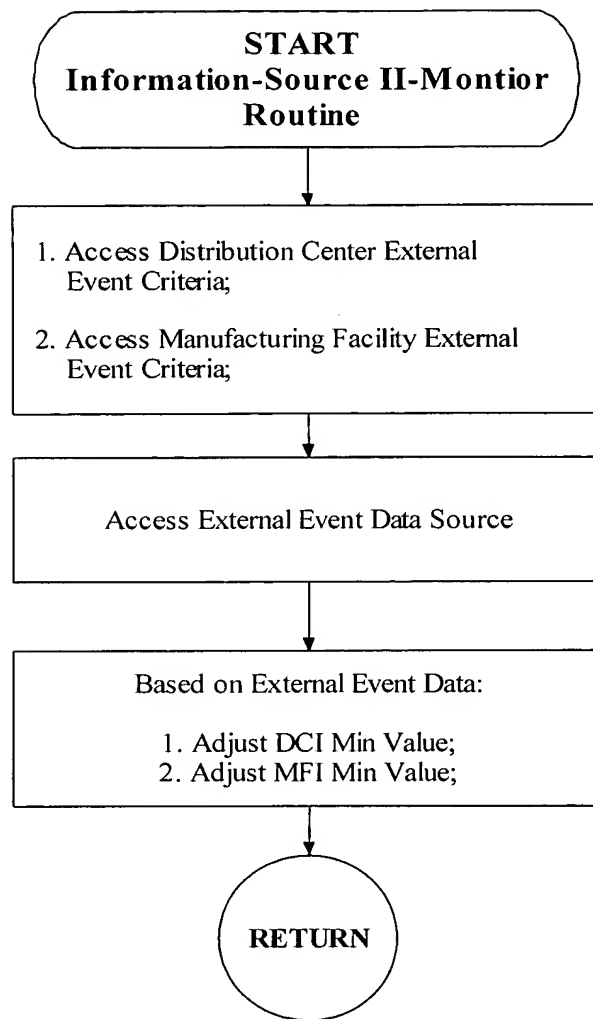 START
Information-Source II-Montior
Routine
1. Access Distribution Center External
Event Criteria;
2. Access Manufacturing Facility External
Event Criteria;
Access External Event Data Source
Based on External Event Data:
1. Adjust DCI Min Value;
2. Adjust MFI Min Value;
RETURN